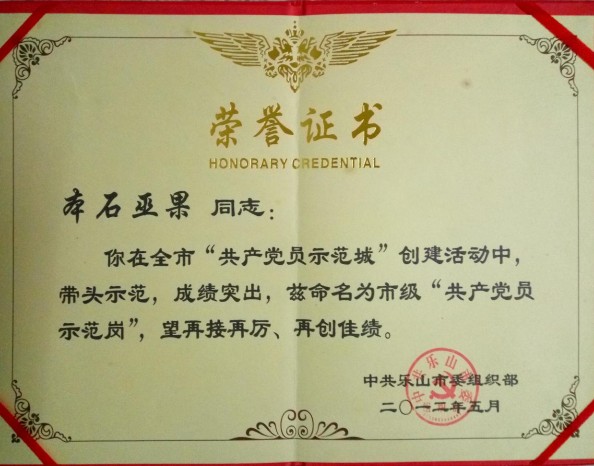 荣誉证书
HONORARY CREDENTIAL
本石亚果 同志：
你在全市“共产党员示范城”创建活动中，
带头示范，成绩突出，兹命名为市级“共产党员
示范岗”，望再接再厉、再创佳绩。
中共乐山市委组织部
二〇一二年五月